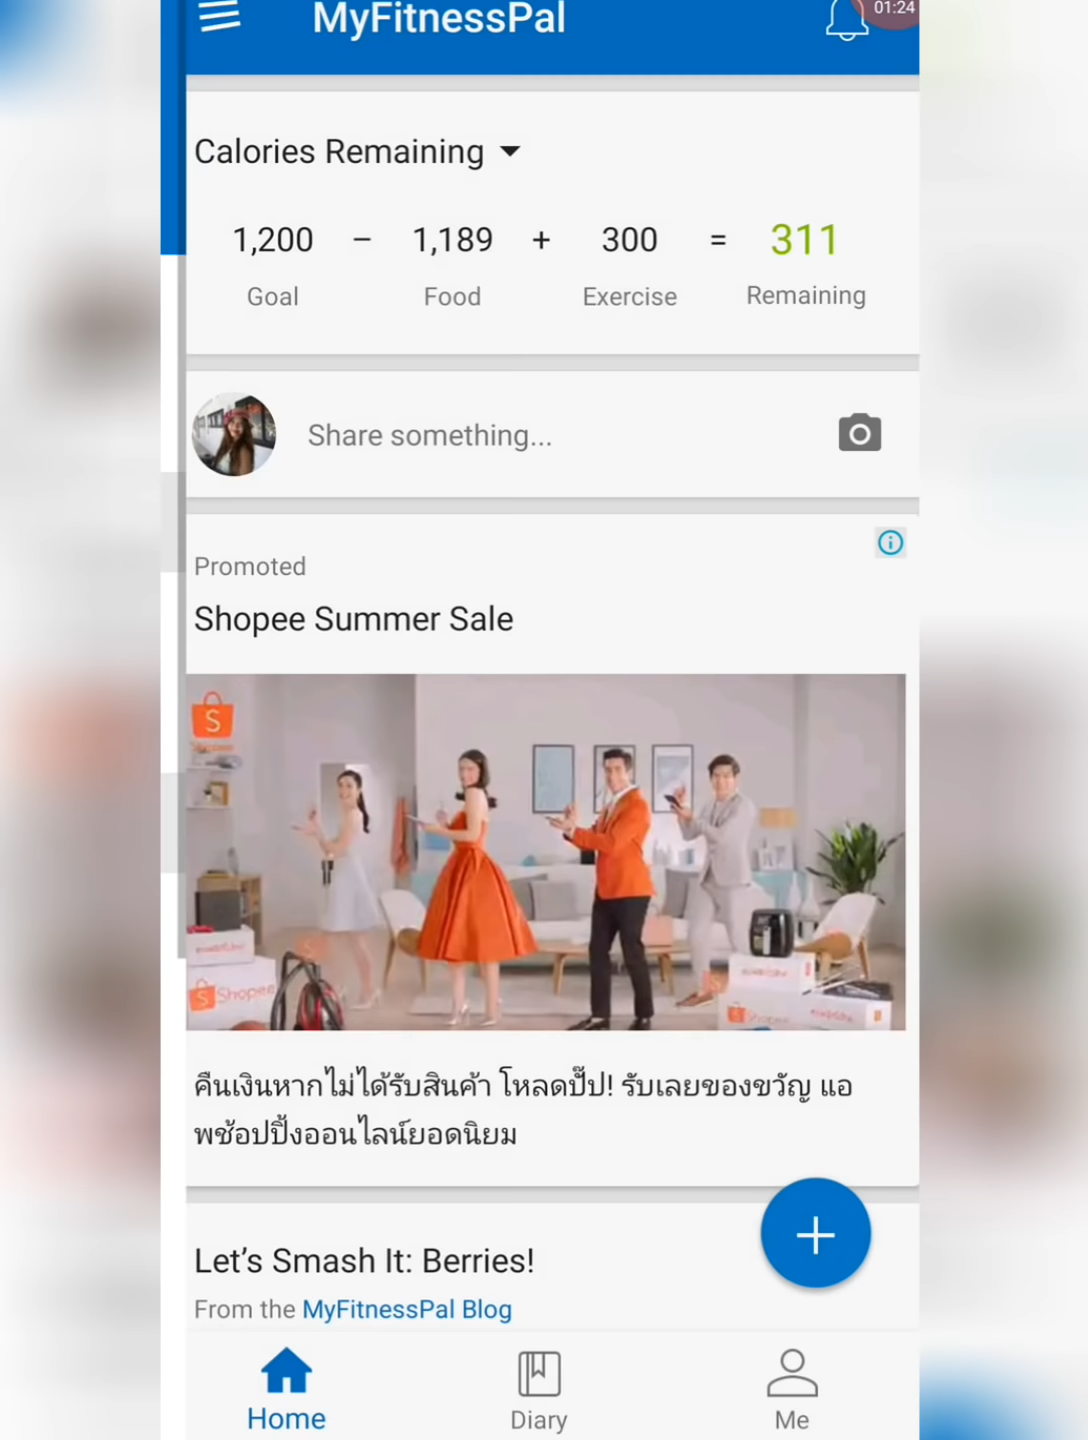 MyFitnessPal
01:24
Calories Remaining
1,200 – 1,189 + 300 = 311
Goal Food Exercise Remaining
Share something...
Promoted
Shopee Summer Sale
S
Shopee
S Shopee
Shopee
คืนเงินหากไม่ได้รับสินค้า โหลดปั๊ป! รับเลยของขวัญ แอ
พช้อปปิ้งออนไลน์ยอดนิยม
+
Let’s Smash It: Berries!
From the MyFitnessPal Blog
Home Diary Me